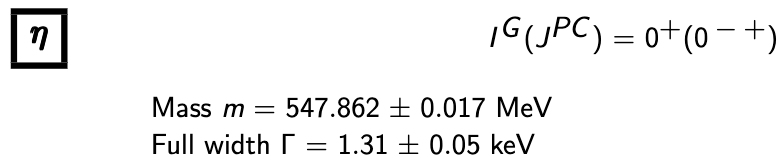 η I^G(J^PC) = 0^+(0^{- +})
Mass m = 547.862 ± 0.017 MeV
Full width Γ = 1.31 ± 0.05 keV